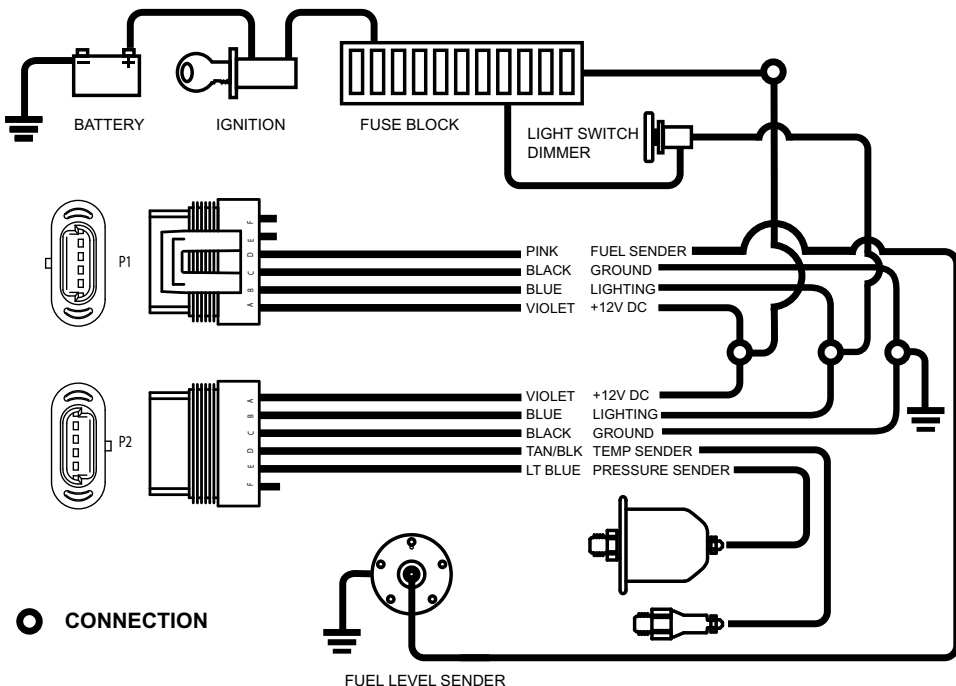 BATTERY
IGNITION
FUSE BLOCK
LIGHT SWITCH
DIMMER
P1
F
E
D
C
B
A
PINK FUEL SENDER
BLACK GROUND
BLUE LIGHTING
VIOLET +12V DC
P2
A
B
C
D
E
F
VIOLET +12V DC
BLUE LIGHTING
BLACK GROUND
TAN/BLK TEMP SENDER
LT BLUE PRESSURE SENDER
CONNECTION
FUEL LEVEL SENDER